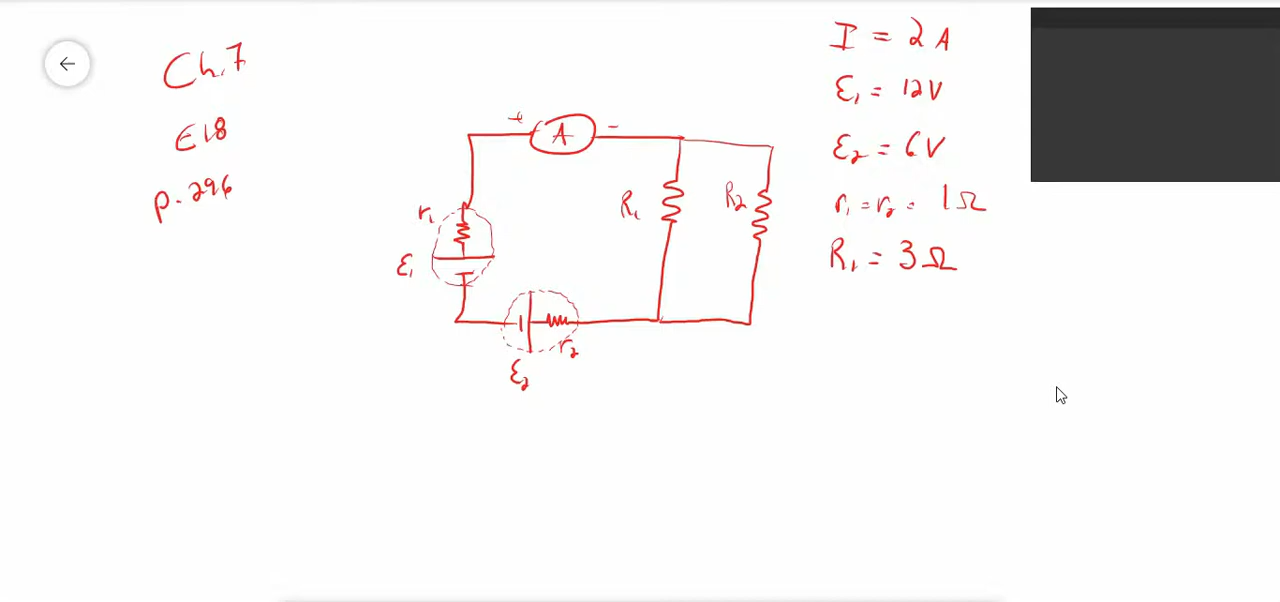 Ch.7
E18
p. 296
I = 2 A
ε₁ = 12V
ε₂ = 6V
r₁ = r₂ = 1Ω
R₁ = 3Ω
+ A −
r₁
R₁
R₂
ε₁
r₂
ε₂